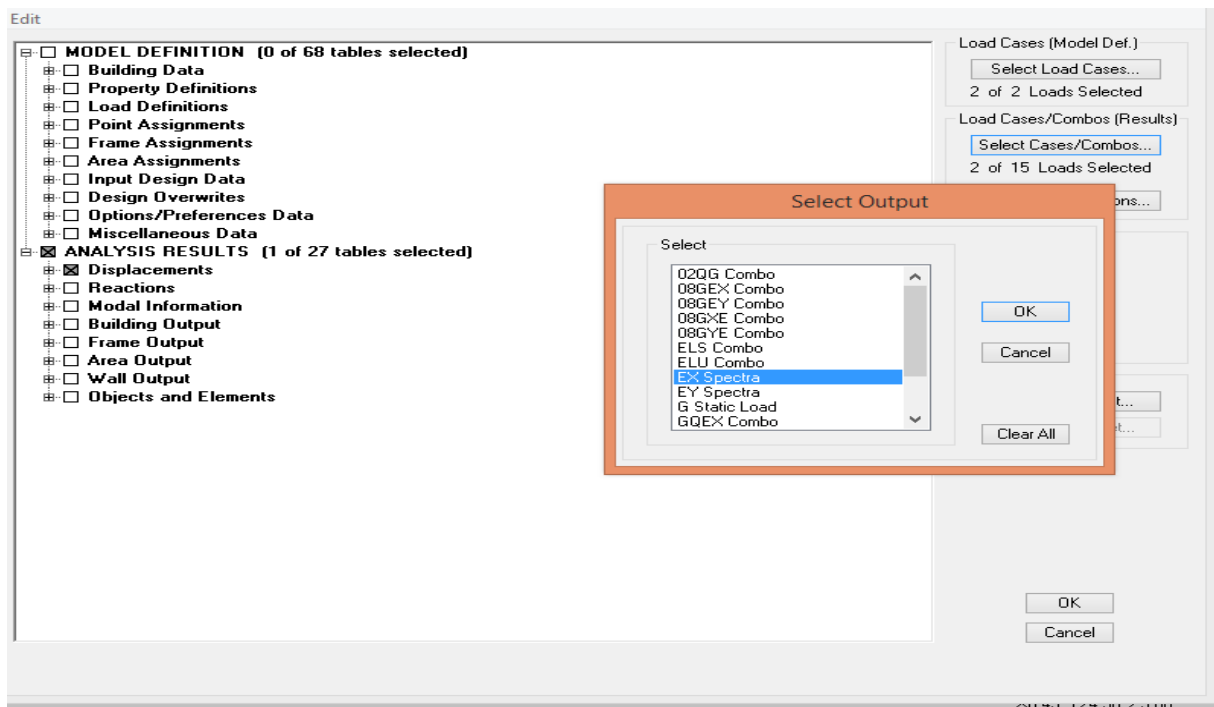 Edit
MODEL DEFINITION (0 of 68 tables selected)
Building Data
Property Definitions
Load Definitions
Point Assignments
Frame Assignments
Area Assignments
Input Design Data
Design Overwrites
Options/Preferences Data
Miscellaneous Data
ANALYSIS RESULTS (1 of 27 tables selected)
Displacements
Reactions
Modal Information
Building Output
Frame Output
Area Output
Wall Output
Objects and Elements
Load Cases (Model Def.)
Select Load Cases...
2 of 2 Loads Selected
Load Cases/Combos (Results)
Select Cases/Combos...
2 of 15 Loads Selected
ons...
t...
t...
Select Output
Select
02QG Combo
08GEX Combo
08GEY Combo
08GXE Combo
08GYE Combo
ELS Combo
ELU Combo
EX Spectra
EY Spectra
G Static Load
GQEX Combo
OK
Cancel
Clear All
OK
Cancel